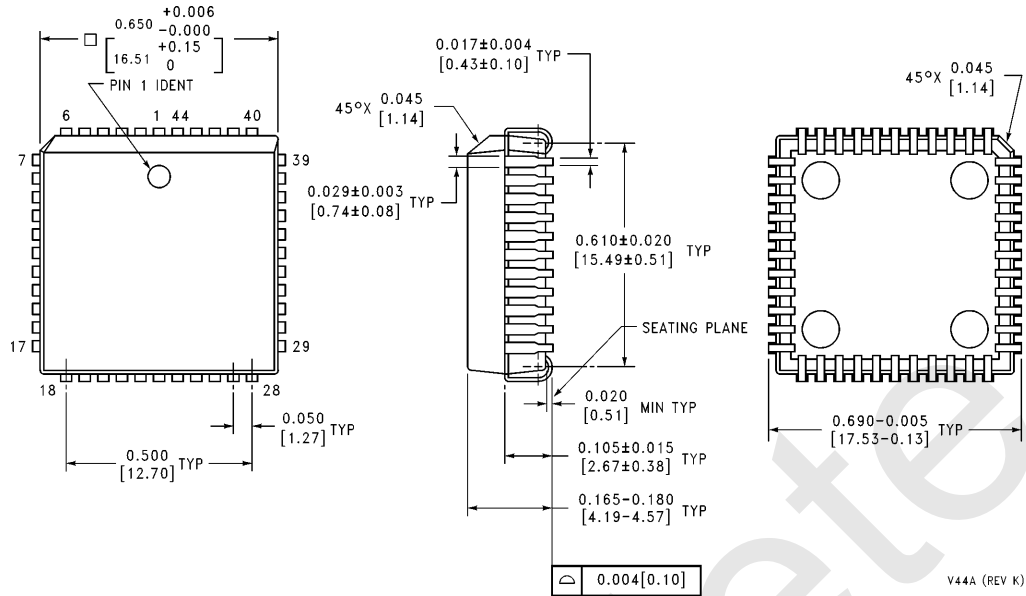 □ [ 0.650 +0.006 -0.000
16.51 +0.15 0 ]
PIN 1 IDENT
6 1 44 40
7 39
17 29
18 28
0.050
[1.27] TYP
0.500
[12.70] TYP
0.017±0.004
[0.43±0.10] TYP
45°X 0.045
[1.14]
0.029±0.003
[0.74±0.08] TYP
0.610±0.020
[15.49±0.51] TYP
SEATING PLANE
0.020
[0.51] MIN TYP
0.105±0.015
[2.67±0.38] TYP
0.165-0.180
[4.19-4.57] TYP
⌓ 0.004[0.10]
45°X 0.045
[1.14]
0.690-0.005
[17.53-0.13] TYP
V44A (REV K)